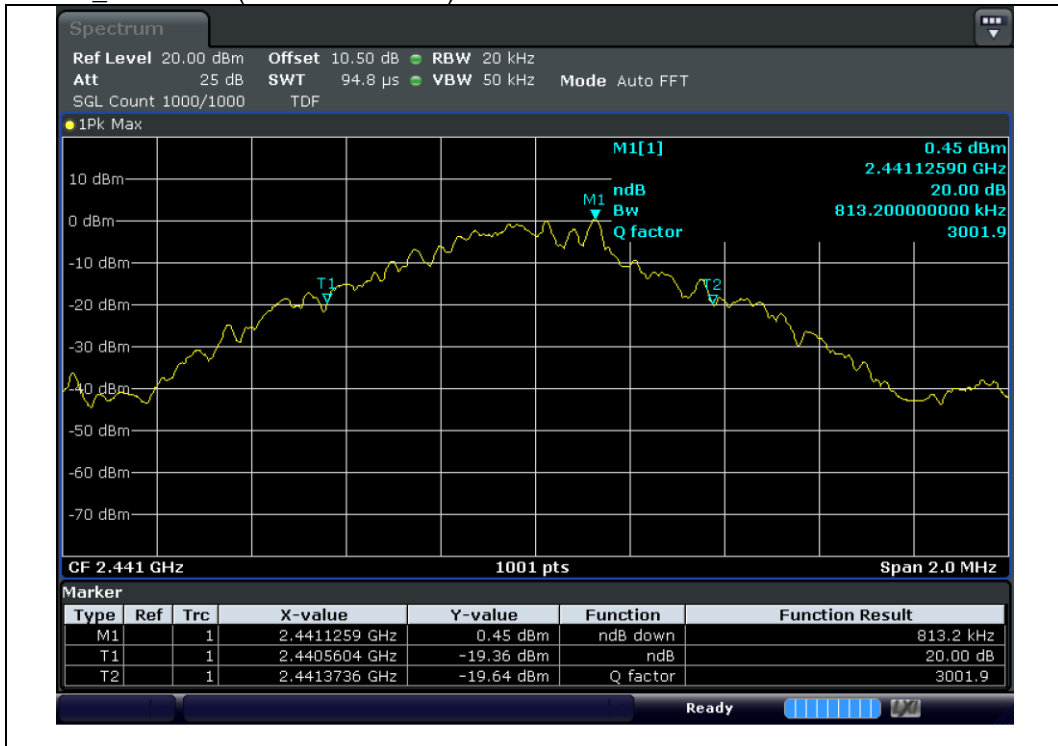 Spectrum
Ref Level 20.00 dBm Offset 10.50 dB RBW 20 kHz
Att 25 dB SWT 94.8 µs VBW 50 kHz Mode Auto FFT
SGL Count 1000/1000 TDF
1Pk Max
M1[1] 0.45 dBm
2.44112590 GHz
10 dBm
ndB 20.00 dB
M1
Bw 813.200000000 kHz
0 dBm
Q factor 3001.9
-10 dBm
T1
T2
-20 dBm
-30 dBm
-40 dBm
-50 dBm
-60 dBm
-70 dBm
CF 2.441 GHz 1001 pts Span 2.0 MHz
Marker
Type Ref Trc X-value Y-value Function Function Result
M1 1 2.4411259 GHz 0.45 dBm ndB down 813.2 kHz
T1 1 2.4405604 GHz -19.36 dBm ndB 20.00 dB
T2 1 2.4413736 GHz -19.64 dBm Q factor 3001.9
Ready